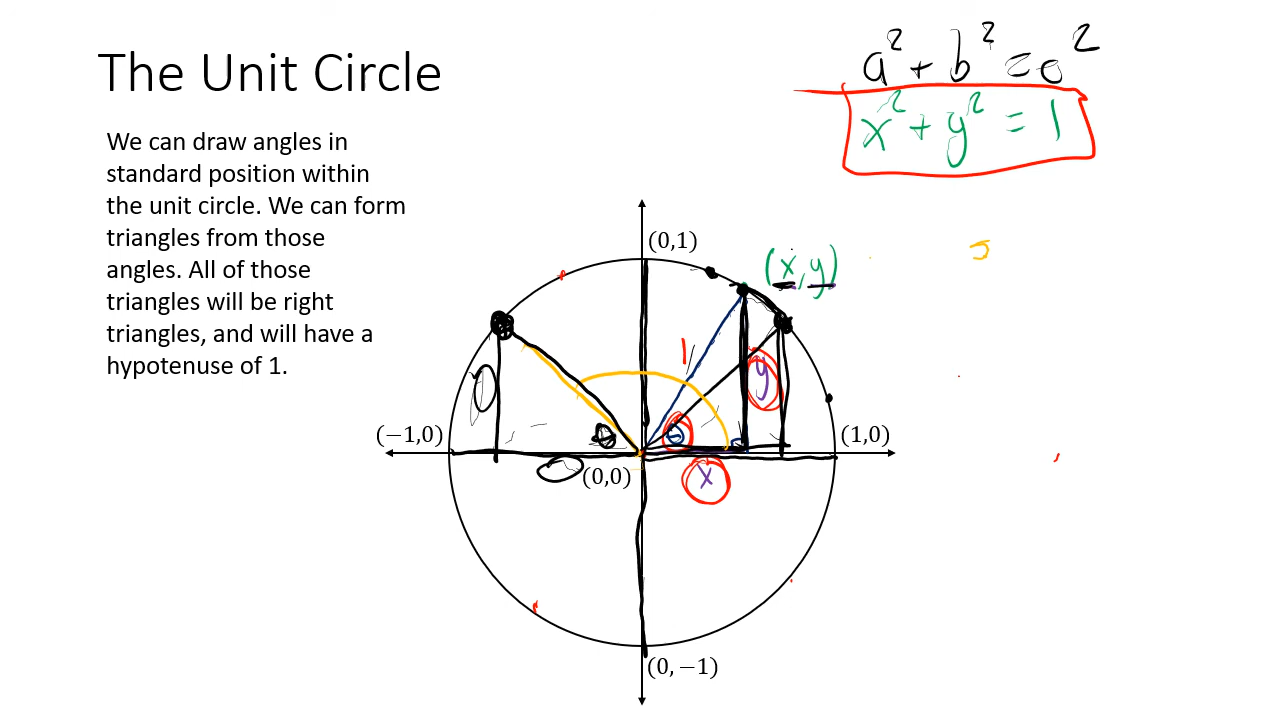 The Unit Circle
a² + b² = c²
x² + y² = 1
We can draw angles in
standard position within
the unit circle. We can form
triangles from those
angles. All of those
triangles will be right
triangles, and will have a
hypotenuse of 1.
(0,1)
(x,y)
1
y
(−1,0)
θ
θ
(1,0)
(0,0)
x
(0,−1)